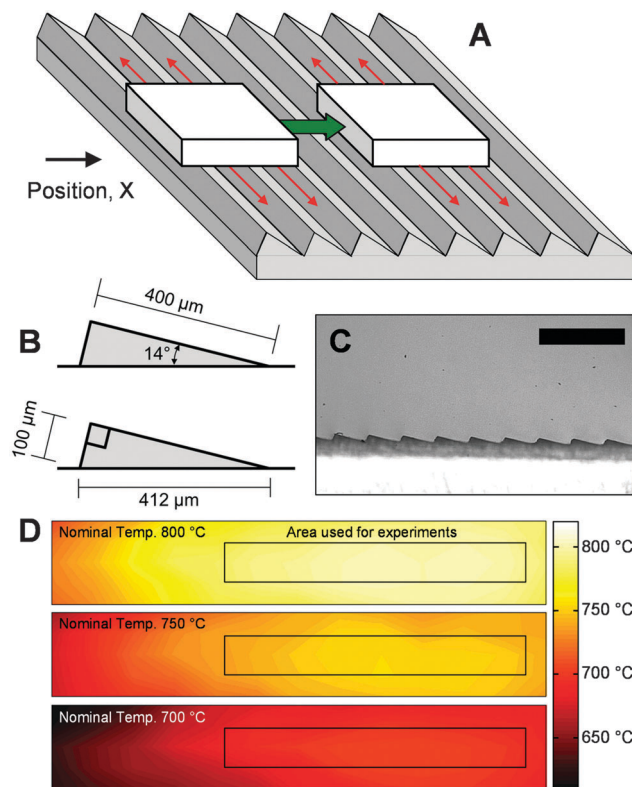 A
Position, X
B
400 µm
14°
100 µm
412 µm
C
D
Nominal Temp. 800 °C
Area used for experiments
Nominal Temp. 750 °C
Nominal Temp. 700 °C
800 °C
750 °C
700 °C
650 °C